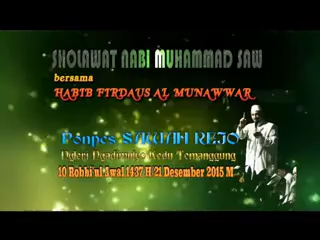 SHOLAWAT NABI MUHAMMAD SAW
bersama
HABIB FIRDAUS AL MUNAWWAR
Ponpes SAWAH REJO
Ngadimulyo Kedu Temanggung
10 Robbi'ul Awal 1437 H/21 Desember 2015 M